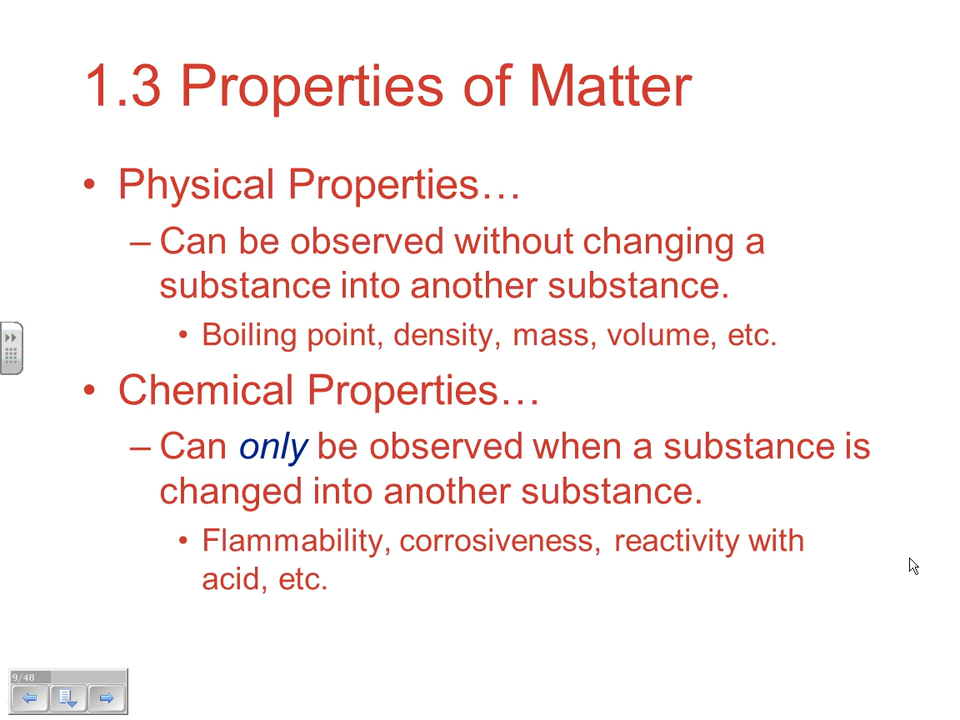 1.3 Properties of Matter
• Physical Properties…
– Can be observed without changing a
substance into another substance.
• Boiling point, density, mass, volume, etc.
• Chemical Properties…
– Can only be observed when a substance is
changed into another substance.
• Flammability, corrosiveness, reactivity with
acid, etc.
9/48